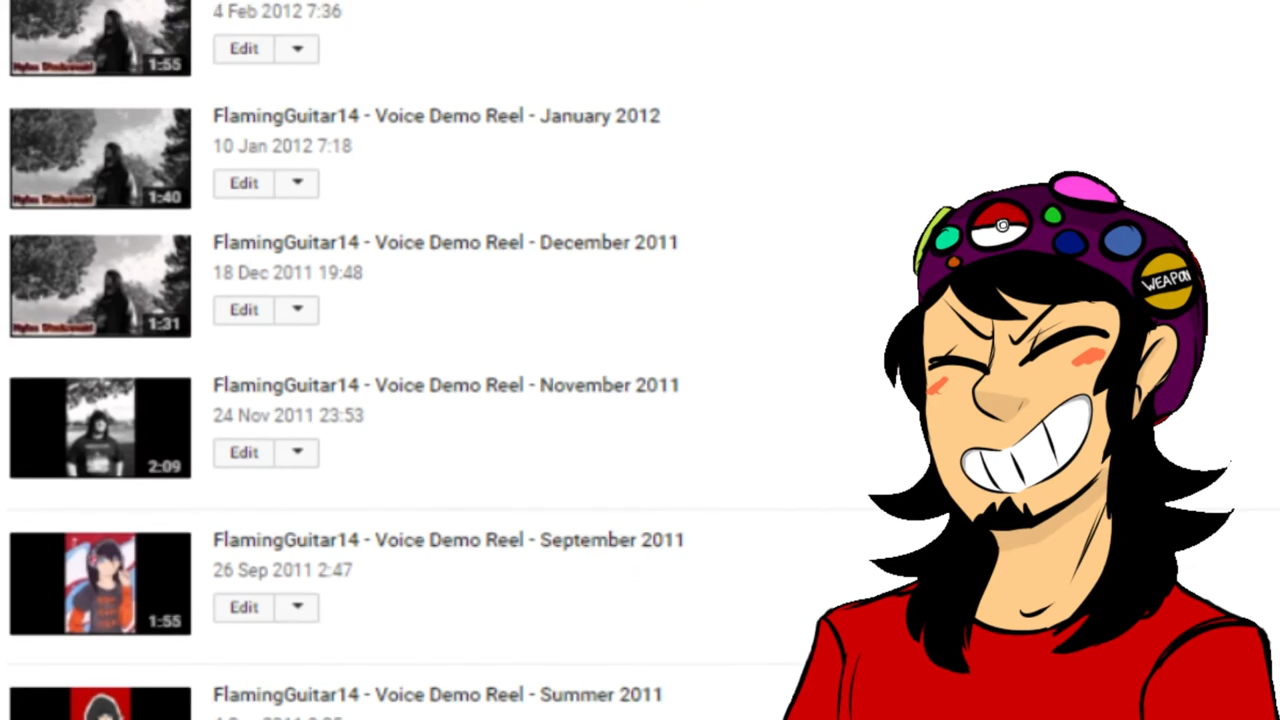 4 Feb 2012 7:36
Edit
1:55
FlamingGuitar14 - Voice Demo Reel - January 2012
10 Jan 2012 7:18
Edit
1:40
FlamingGuitar14 - Voice Demo Reel - December 2011
18 Dec 2011 19:48
Edit
1:31
FlamingGuitar14 - Voice Demo Reel - November 2011
24 Nov 2011 23:53
Edit
2:09
FlamingGuitar14 - Voice Demo Reel - September 2011
26 Sep 2011 2:47
Edit
1:55
FlamingGuitar14 - Voice Demo Reel - Summer 2011
WEAPON